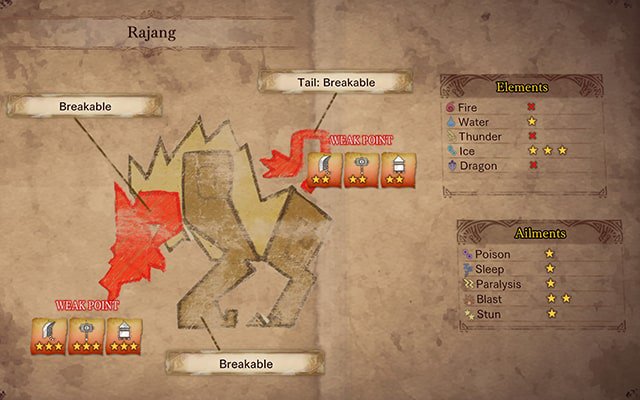 Rajang
Tail: Breakable
Breakable
WEAK POINT
WEAK POINT
Breakable
Elements
Fire
Water
Thunder
Ice
Dragon
Ailments
Poison
Sleep
Paralysis
Blast
Stun